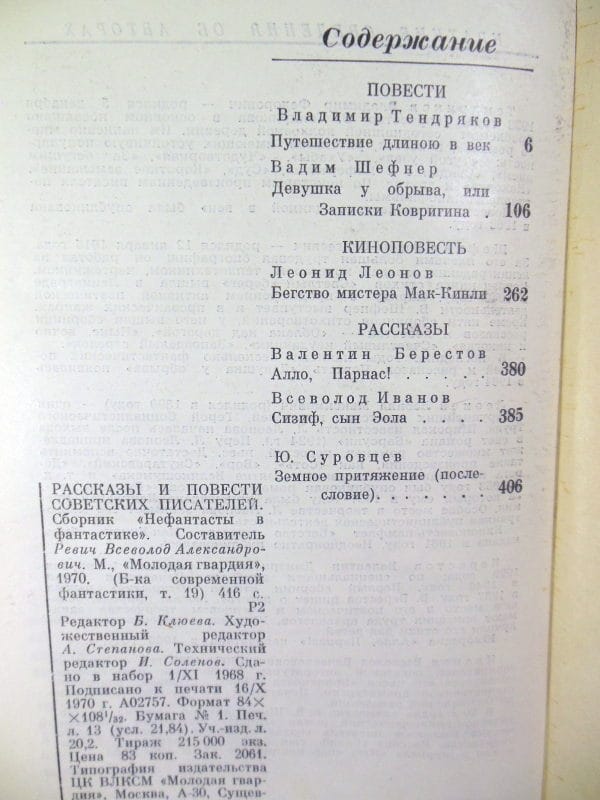 Содержание
ПОВЕСТИ
Владимир Тендряков
Путешествие длиною в век 6
Вадим Шефнер
Девушка у обрыва, или
Записки Ковригина . 106
КИНОПОВЕСТЬ
Леонид Леонов
Бегство мистера Мак-Кинли 262
РАССКАЗЫ
Валентин Берестов
Алло, Парнас! . . . . . . 380
Всеволод Иванов
Сизиф, сын Эола . . . . 385
Ю. Суровцев
Земное притяжение (после-
словие) . . . . . . 406
РАССКАЗЫ И ПОВЕСТИ
СОВЕТСКИХ ПИСАТЕЛЕЙ.
Сборник «Нефантасты в
фантастике». Составитель
Ревич Всеволод Александро-
вич. М., «Молодая гвардия»,
1970. (Б-ка современной
фантастики, т. 19) 416 с.
Р2
Редактор Б. Клюева. Худо-
жественный редактор
А. Степанова. Технический
редактор И. Соленов. Сда-
но в набор 1/XI 1968 г.
Подписано к печати 16/X
1970 г. А02757. Формат 84×
×108¹/₃₂. Бумага № 1. Печ.
л. 13 (усл. 21,84). Уч.-изд. л.
20,2. Тираж 215 000 экз.
Цена 83 коп. Зак. 2061.
Типография издательства
ЦК ВЛКСМ «Молодая гвар-
дия», Москва, А-30, Сущев-